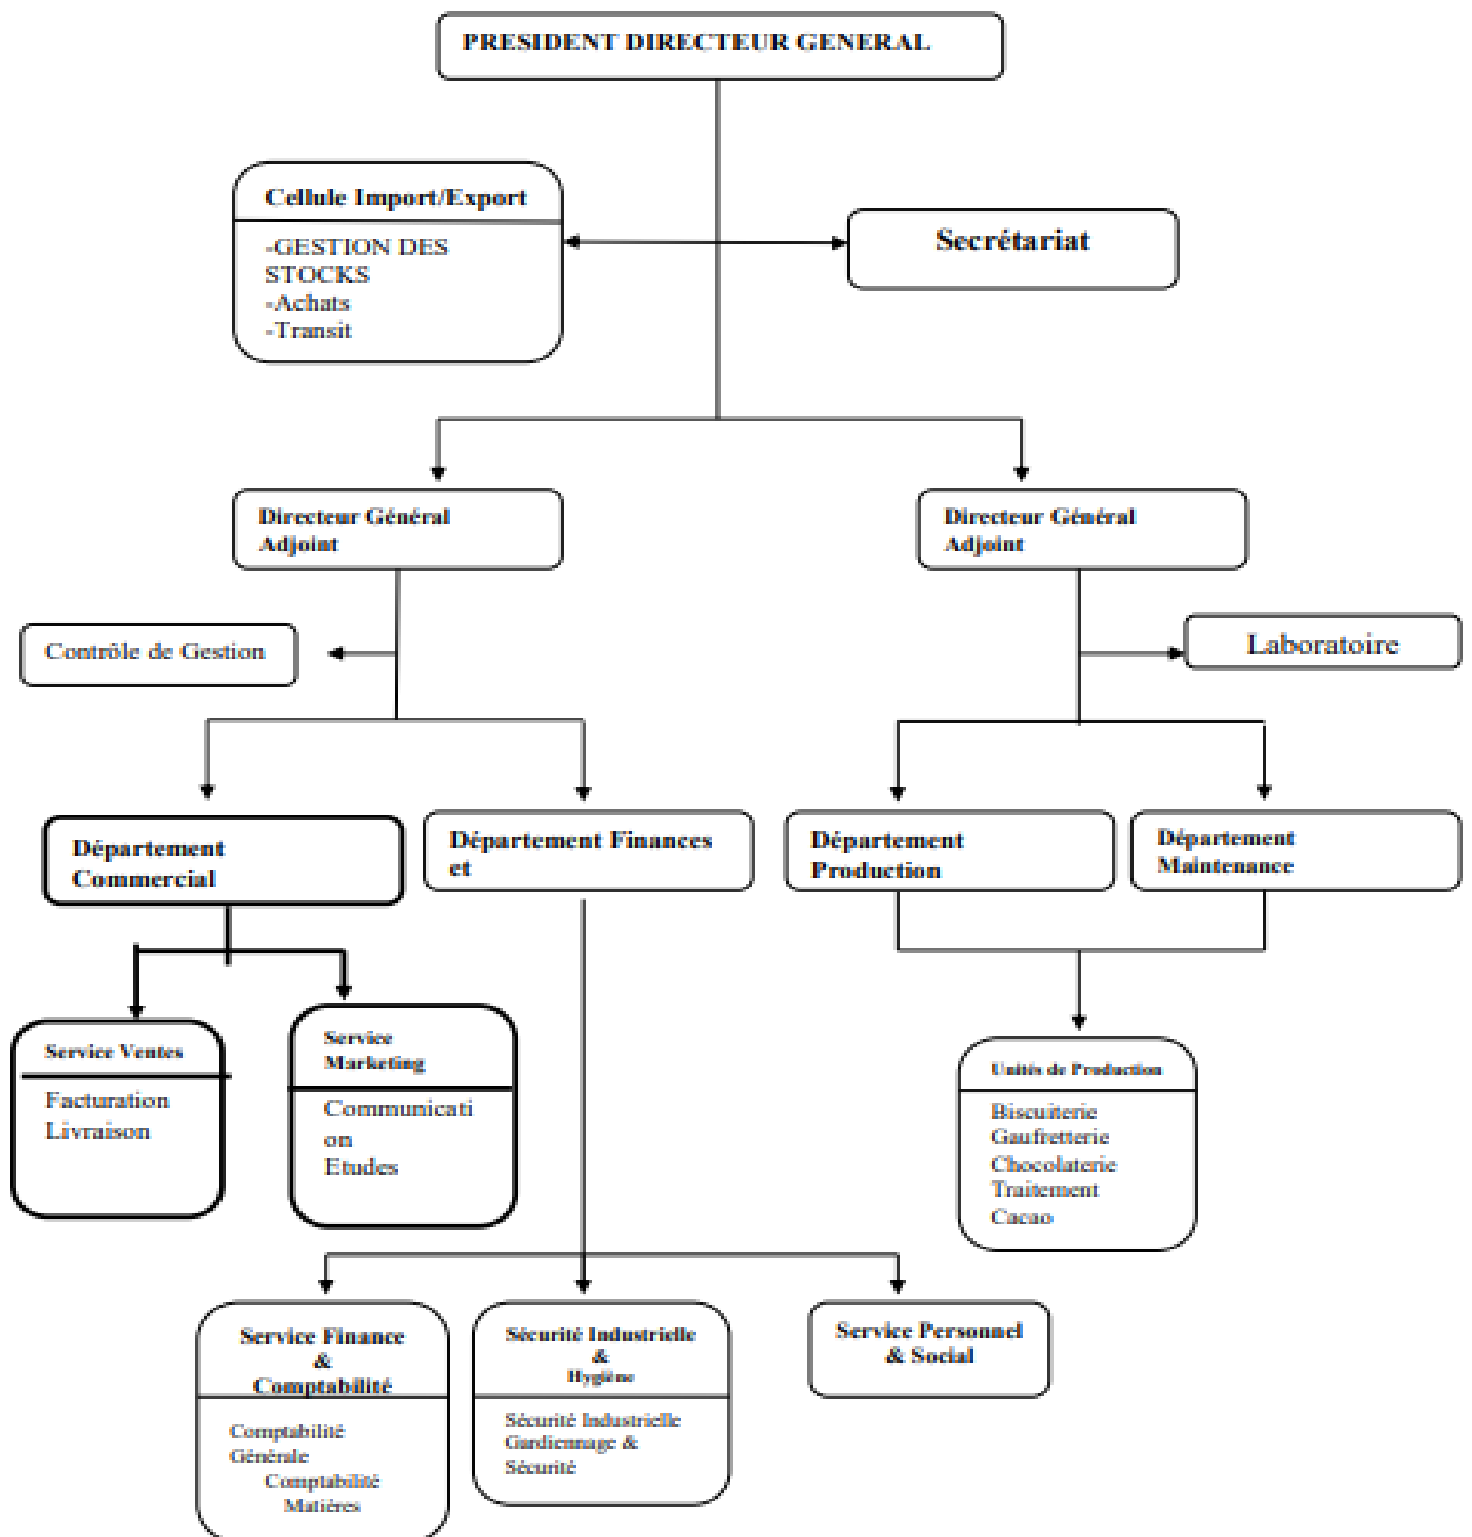 PRESIDENT DIRECTEUR GENERAL
Cellule Import/Export
-GESTION DES
STOCKS
-Achats
-Transit
Secrétariat
Directeur Général
Adjoint
Directeur Général
Adjoint
Contrôle de Gestion
Laboratoire
Département
Commercial
Département Finances
et
Département
Production
Département
Maintenance
Service Ventes
Facturation
Livraison
Service
Marketing
Communicati
on
Etudes
Unités de Production
Biscuiterie
Gaufretterie
Chocolaterie
Traitement
Cacao
Service Finance
&
Comptabilité
Comptabilité
Générale
Comptabilité
Matières
Sécurité Industrielle
&
Hygiène
Sécurité Industrielle
Gardiennage &
Sécurité
Service Personnel
& Social